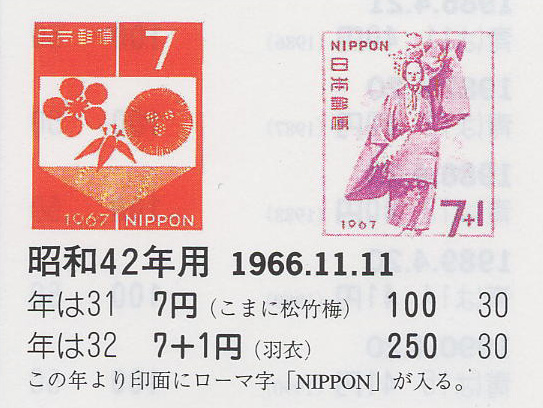 日本郵便 7
1967 NIPPON
NIPPON
日本郵便
1967
7+1
昭和42年用 1966.11.11
年は31 7円(こまに松竹梅) 100 30
年は32 7+1円(羽衣) 250 30
この年より印面にローマ字「NIPPON」が入る。